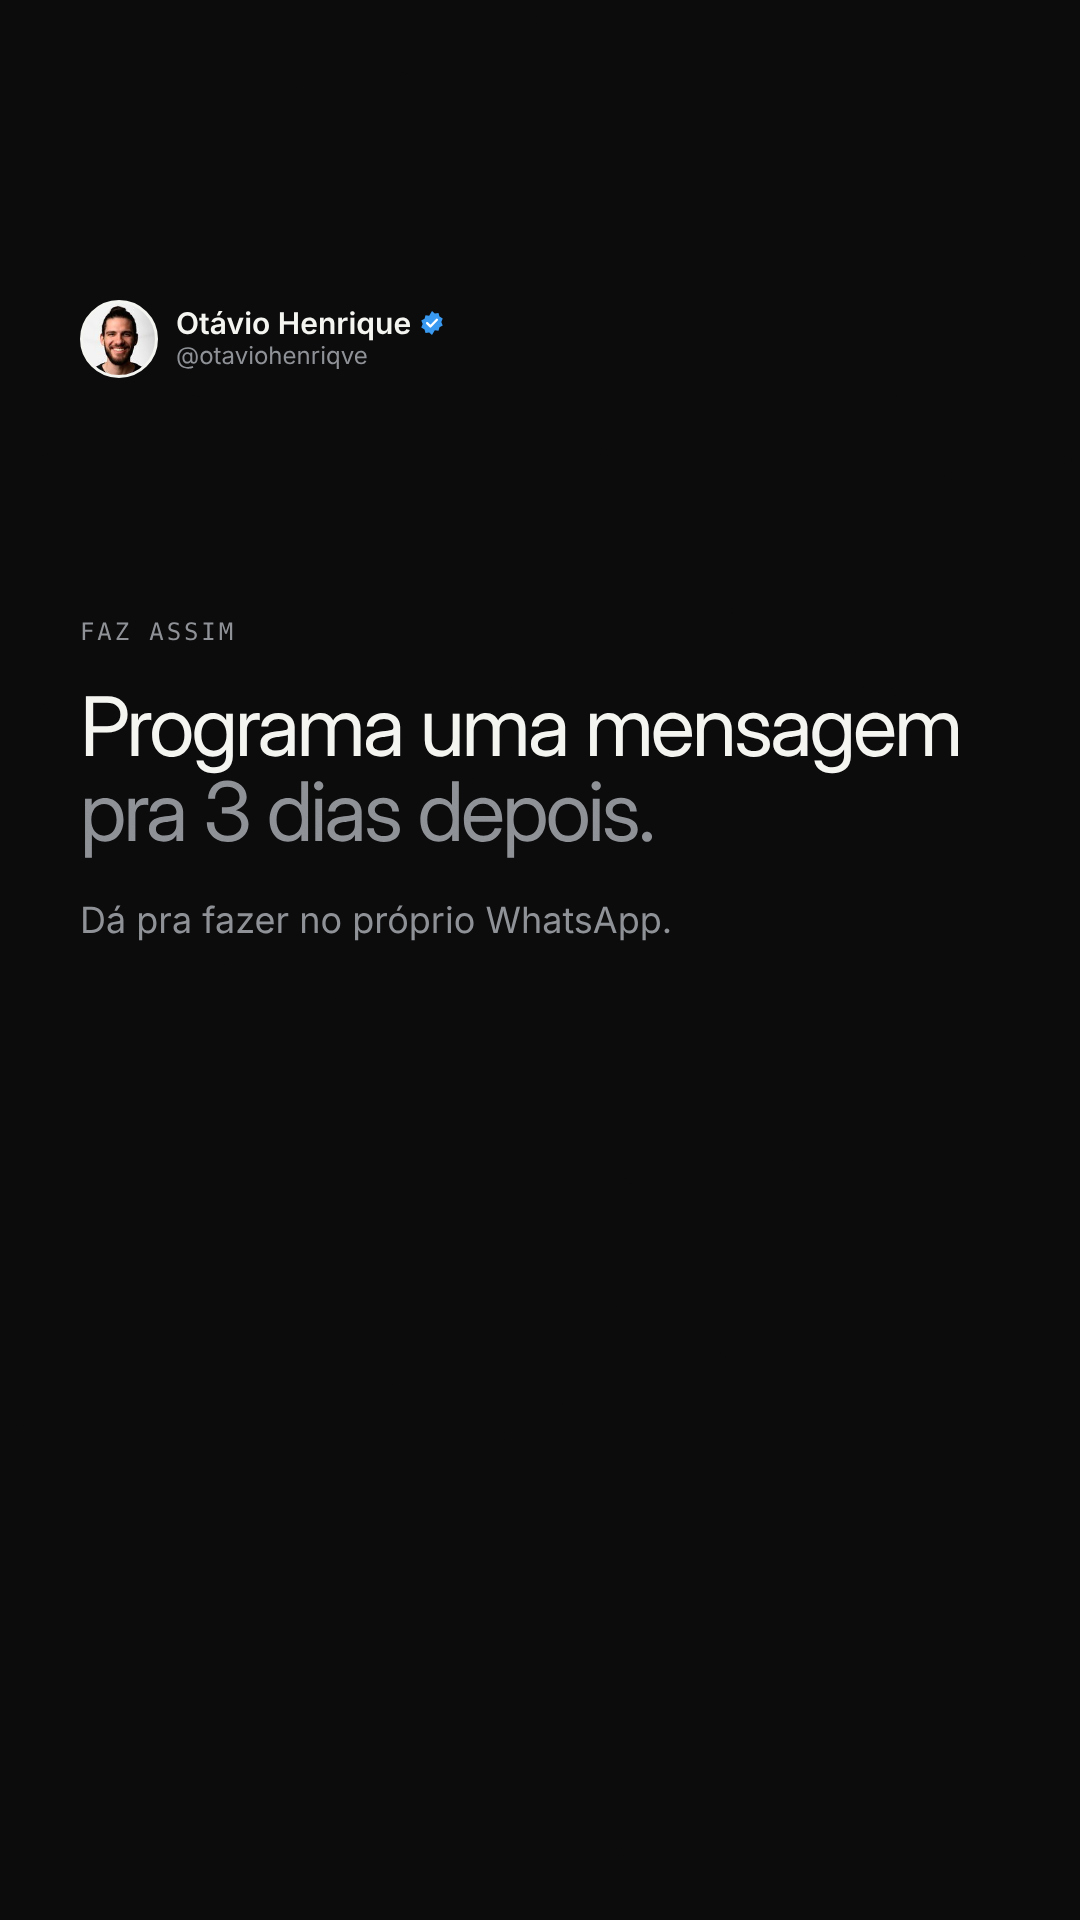 Otávio Henrique
@otaviohenriqve
FAZ ASSIM
Programa uma mensagem
pra 3 dias depois.
Dá pra fazer no próprio WhatsApp.